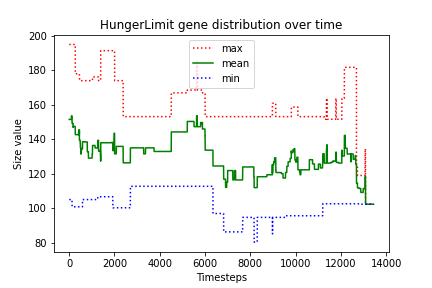 HungerLimit gene distribution over time
200
180
160
140
120
100
80
Size value
max
mean
min
0 2000 4000 6000 8000 10000 12000 14000
Timesteps